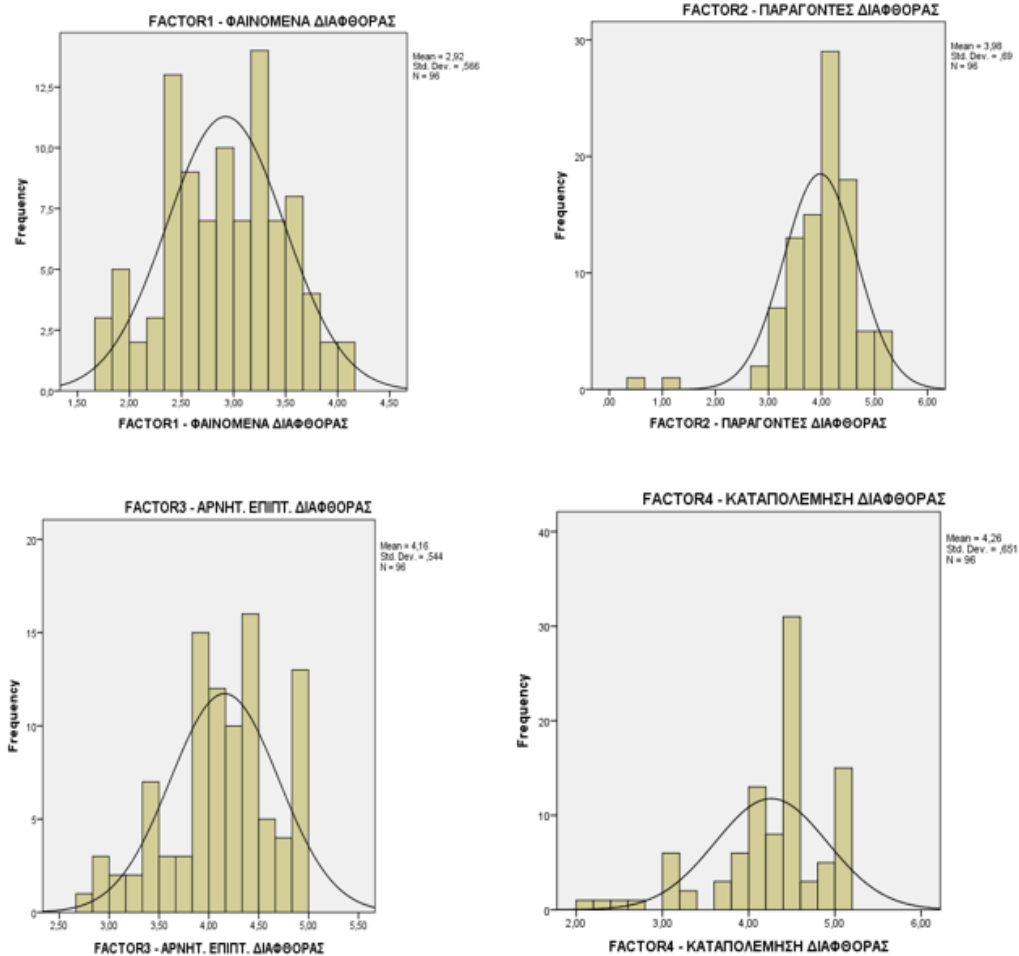 FACTOR1 - ΦΑΙΝΟΜΕΝΑ ΔΙΑΦΘΟΡΑΣ
Mean = 2,92
Std. Dev. = ,566
N = 96
Frequency
12,5
10,0
7,5
5,0
2,5
0,0
1,50 2,00 2,50 3,00 3,50 4,00 4,50
FACTOR1 - ΦΑΙΝΟΜΕΝΑ ΔΙΑΦΘΟΡΑΣ
FACTOR2 - ΠΑΡΑΓΟΝΤΕΣ ΔΙΑΦΘΟΡΑΣ
Mean = 3,98
Std. Dev. = ,69
N = 96
Frequency
30
20
10
0
,00 1,00 2,00 3,00 4,00 5,00 6,00
FACTOR2 - ΠΑΡΑΓΟΝΤΕΣ ΔΙΑΦΘΟΡΑΣ
FACTOR3 - ΑΡΝΗΤ. ΕΠΙΠΤ. ΔΙΑΦΘΟΡΑΣ
Mean = 4,16
Std. Dev. = ,544
N = 96
Frequency
20
15
10
5
0
2,50 3,00 3,50 4,00 4,50 5,00 5,50
FACTOR3 - ΑΡΝΗΤ. ΕΠΙΠΤ. ΔΙΑΦΘΟΡΑΣ
FACTOR4 - ΚΑΤΑΠΟΛΕΜΗΣΗ ΔΙΑΦΘΟΡΑΣ
Mean = 4,26
Std. Dev. = ,651
N = 96
Frequency
40
30
20
10
0
2,00 3,00 4,00 5,00 6,00
FACTOR4 - ΚΑΤΑΠΟΛΕΜΗΣΗ ΔΙΑΦΘΟΡΑΣ